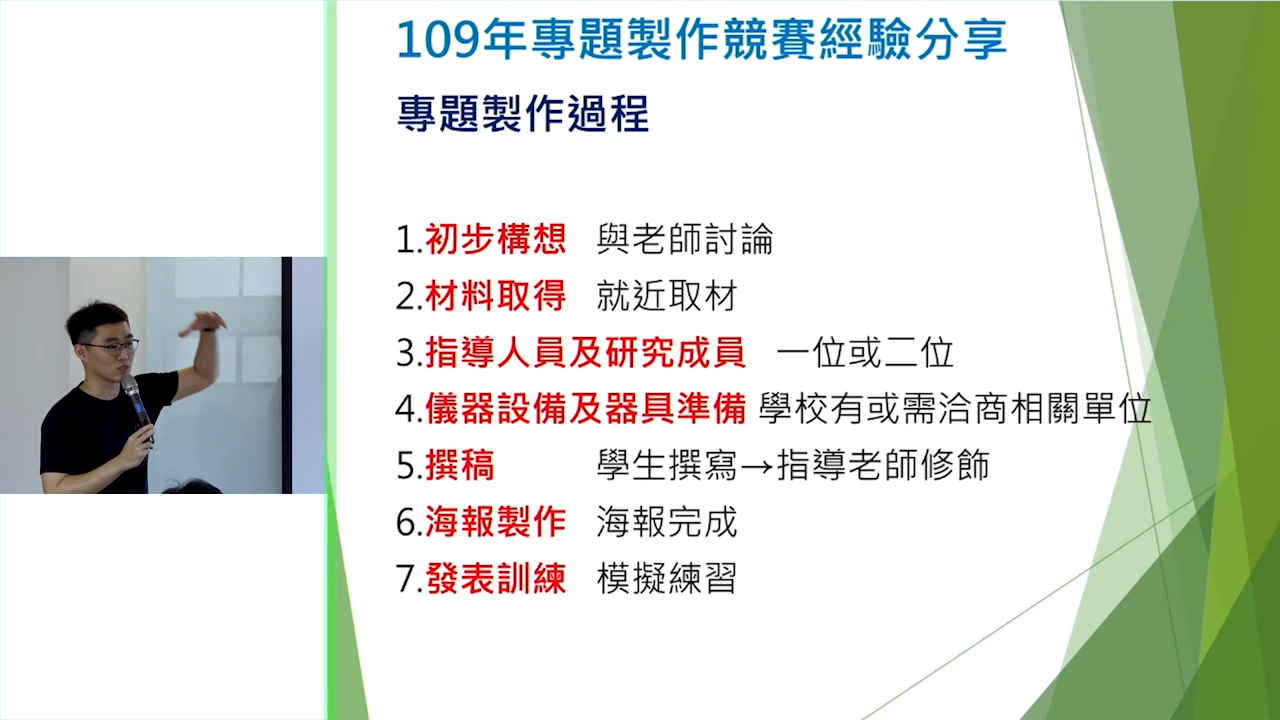 109年專題製作競賽經驗分享
專題製作過程
1.初步構想 與老師討論
2.材料取得 就近取材
3.指導人員及研究成員 一位或二位
4.儀器設備及器具準備 學校有或需洽商相關單位
5.撰稿 學生撰寫→指導老師修飾
6.海報製作 海報完成
7.發表訓練 模擬練習